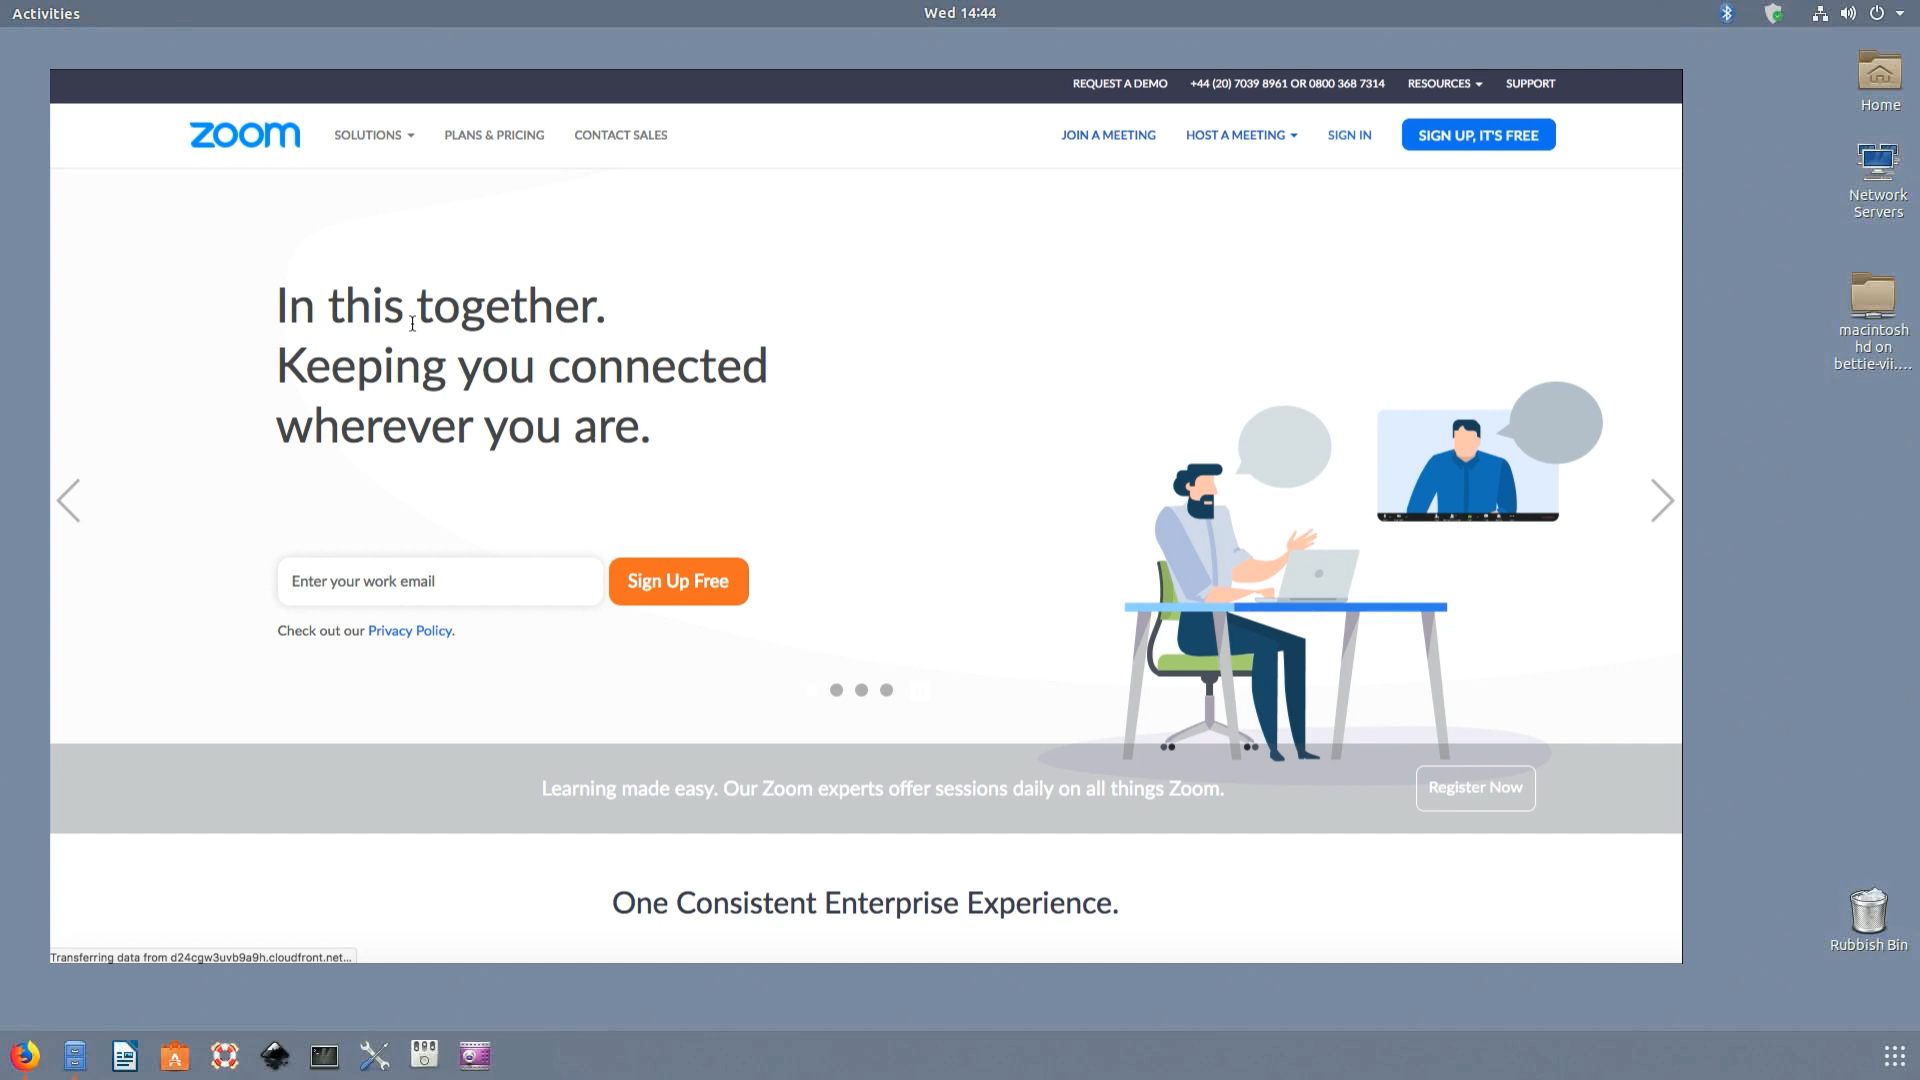 Activities
Wed 14:44
REQUEST A DEMO +44 (20) 7039 8961 OR 0800 368 7314 RESOURCES SUPPORT
zoom SOLUTIONS PLANS & PRICING CONTACT SALES JOIN A MEETING HOST A MEETING SIGN IN SIGN UP, IT'S FREE
In this together.
Keeping you connected
wherever you are.
Enter your work email
Sign Up Free
Check out our Privacy Policy.
Learning made easy. Our Zoom experts offer sessions daily on all things Zoom.
Register Now
One Consistent Enterprise Experience.
Transferring data from d24cgw3uvb9a9h.cloudfront.net...
Home
Network
Servers
macintosh
hd on
bettie-vii....
Rubbish Bin